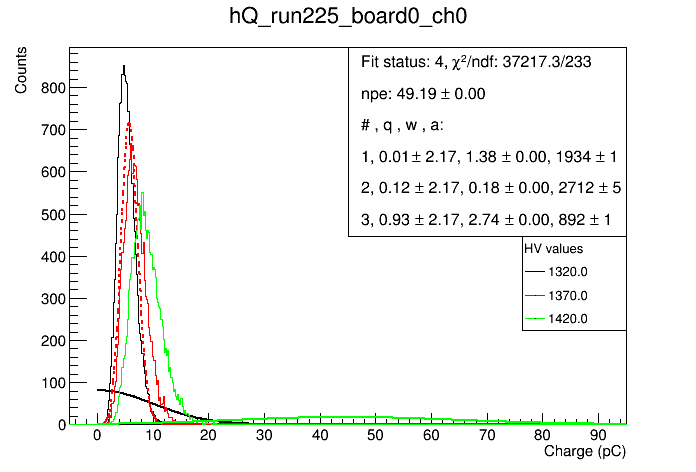 hQ_run225_board0_ch0
Counts
800
700
600
500
400
300
200
100
0
0 10 20 30 40 50 60 70 80 90
Charge (pC)
Fit status: 4, χ²/ndf: 37217.3/233
npe: 49.19 ± 0.00
# , q , w , a:
1, 0.01 ± 2.17, 1.38 ± 0.00, 1934 ± 1
2, 0.12 ± 2.17, 0.18 ± 0.00, 2712 ± 5
3, 0.93 ± 2.17, 2.74 ± 0.00, 892 ± 1
HV values
1320.0
1370.0
1420.0